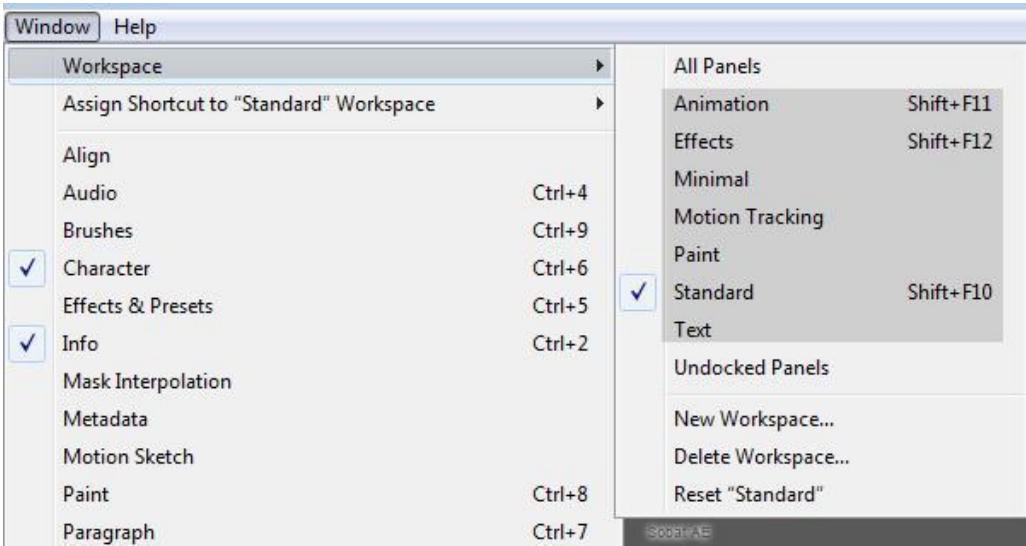 Window Help
Workspace
Assign Shortcut to "Standard" Workspace
Align
Audio Ctrl+4
Brushes Ctrl+9
Character Ctrl+6
Effects & Presets Ctrl+5
Info Ctrl+2
Mask Interpolation
Metadata
Motion Sketch
Paint Ctrl+8
Paragraph Ctrl+7
All Panels
Animation Shift+F11
Effects Shift+F12
Minimal
Motion Tracking
Paint
Standard Shift+F10
Text
Undocked Panels
New Workspace...
Delete Workspace...
Reset "Standard"
Sobat AE